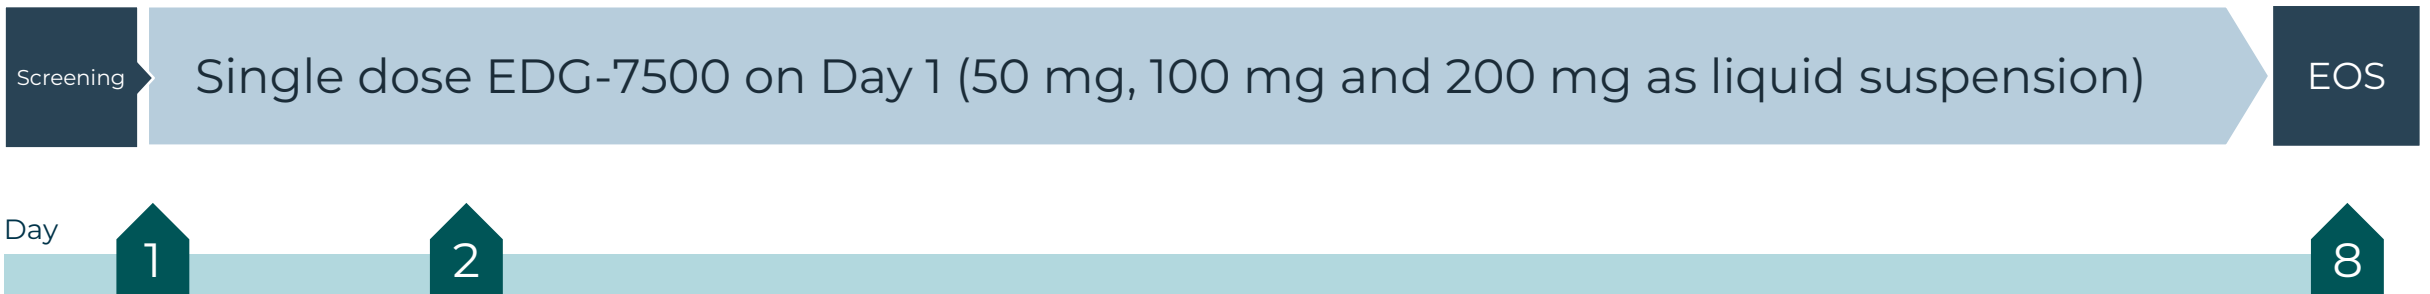 Screening
Single dose EDG-7500 on Day 1 (50 mg, 100 mg and 200 mg as liquid suspension)
EOS
Day
1
2
8